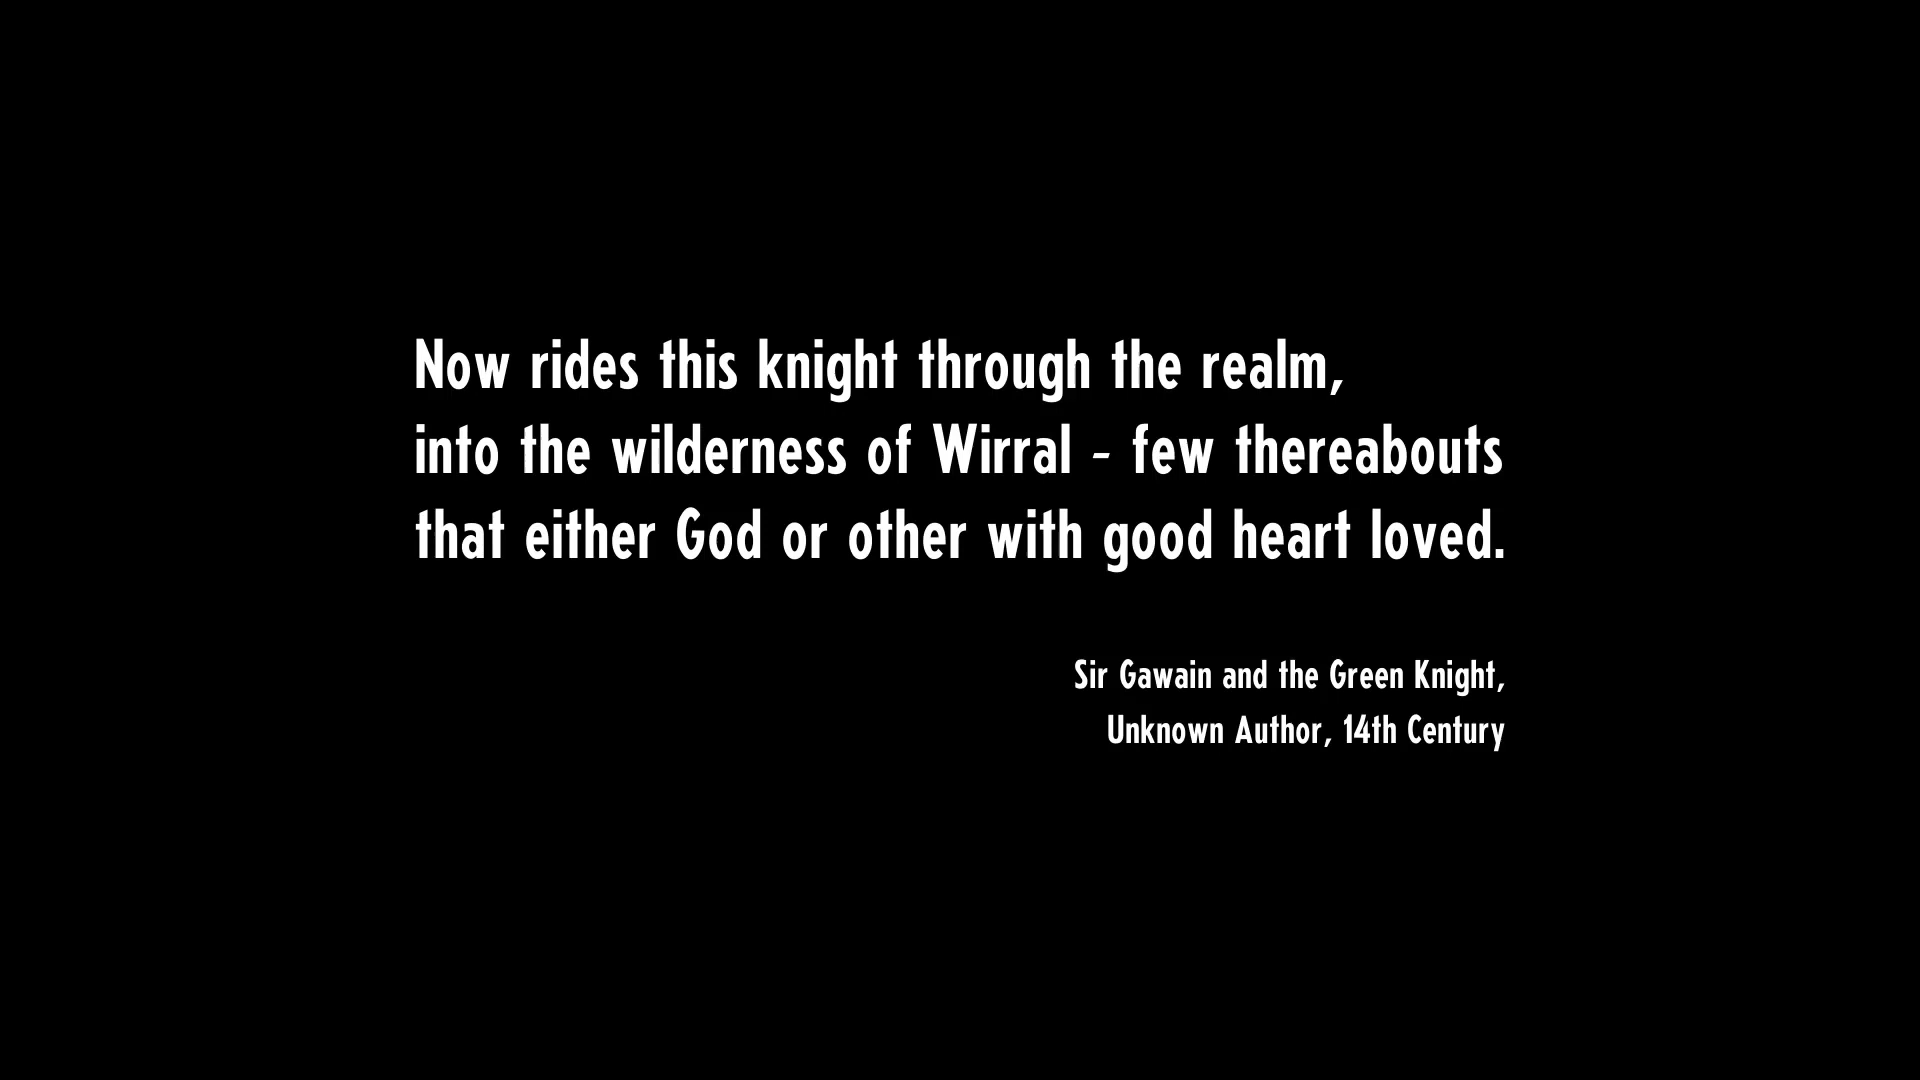 Now rides this knight through the realm,
into the wilderness of Wirral - few thereabouts
that either God or other with good heart loved.
Sir Gawain and the Green Knight,
Unknown Author, 14th Century